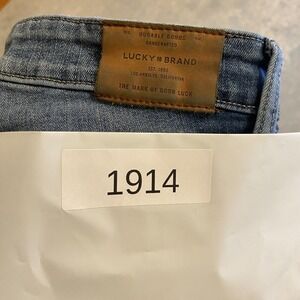 DURABLE GOODS
HANDCRAFTED
LUCKY BRAND
EST. 1990
LOS ANGELES, CALIFORNIA
THE MARK OF GOOD LUCK
1914